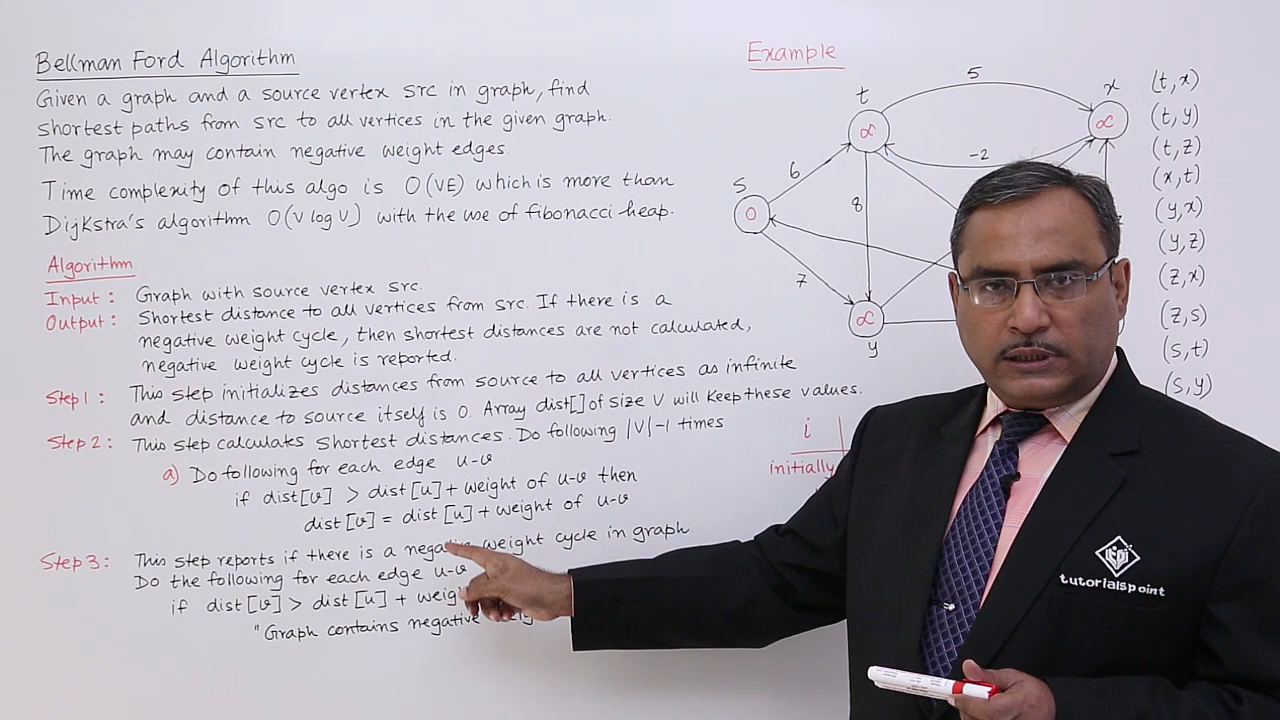 Bellman Ford Algorithm
Given a graph and a source vertex src in graph, find
shortest paths from src to all vertices in the given graph.
The graph may contain negative weight edges.
Time complexity of this algo is O(VE) which is more than
Dijkstra's algorithm O(V log V) with the use of fibonacci heap.
Algorithm
Input : Graph with source vertex src.
Output : Shortest distance to all vertices from src. If there is a
negative weight cycle, then shortest distances are not calculated,
negative weight cycle is reported.
Step 1 : This step initializes distances from source to all vertices as infinite
and distance to source itself is 0. Array dist[] of size V will keep these values.
Step 2 : This step calculats shortest distances. Do following |V|-1 times
a) Do following for each edge u-v
if dist[v] > dist[u] + weight of u-v then
dist[v] = dist[u] + weight of u-v
Step 3 : This step reports if there is a negative weight cycle in graph.
Do the following for each edge u-v
if dist[v] > dist[u] +
"Graph contains negative
Example
5
t
x
∝
∝
-2
6
S
0
8
7
∝
y
(t,x)
(t,y)
(t,z)
(x,t)
(y,x)
(y,z)
(z,x)
(z,s)
(s,t)
(s,y)
i
initially
tutorialspoint